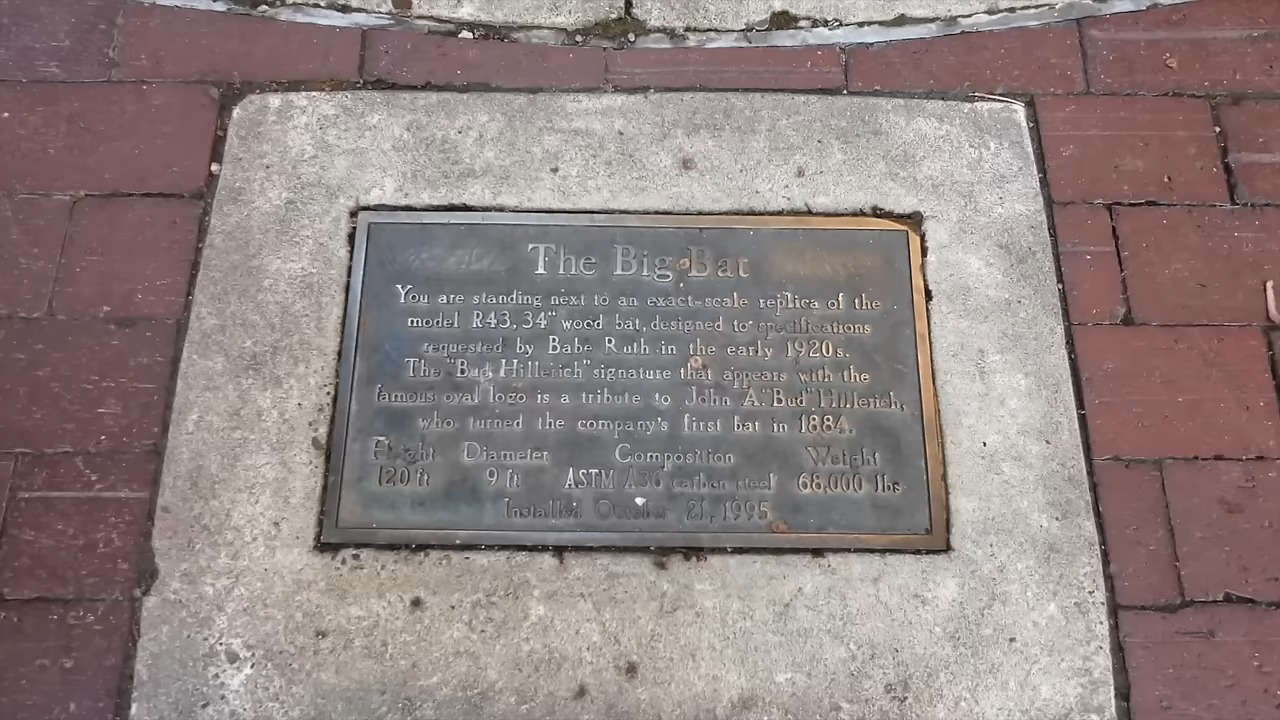 The Big Bat
You are standing next to an exact-scale replica of the
model R43, 34" wood bat, designed to specifications
requested by Babe Ruth in the early 1920s.
The "Bud Hillerich" signature that appears with the
famous oval logo is a tribute to John A. "Bud" Hillerich,
who turned the company's first bat in 1884.
Height Diameter Composition Weight
120 ft 9 ft ASTM A36 carbon steel 68,000 lbs
Installed October 21, 1995